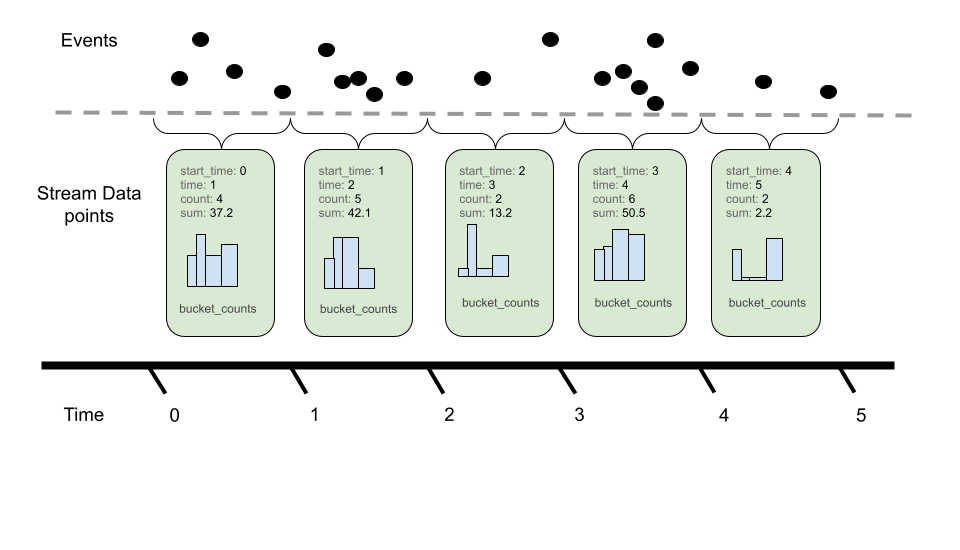 Events
Stream Data
points
start_time: 0
time: 1
count: 4
sum: 37.2
bucket_counts
start_time: 1
time: 2
count: 5
sum: 42.1
bucket_counts
start_time: 2
time: 3
count: 2
sum: 13.2
bucket_counts
start_time: 3
time: 4
count: 6
sum: 50.5
bucket_counts
start_time: 4
time: 5
count: 2
sum: 2.2
bucket_counts
Time 0 1 2 3 4 5